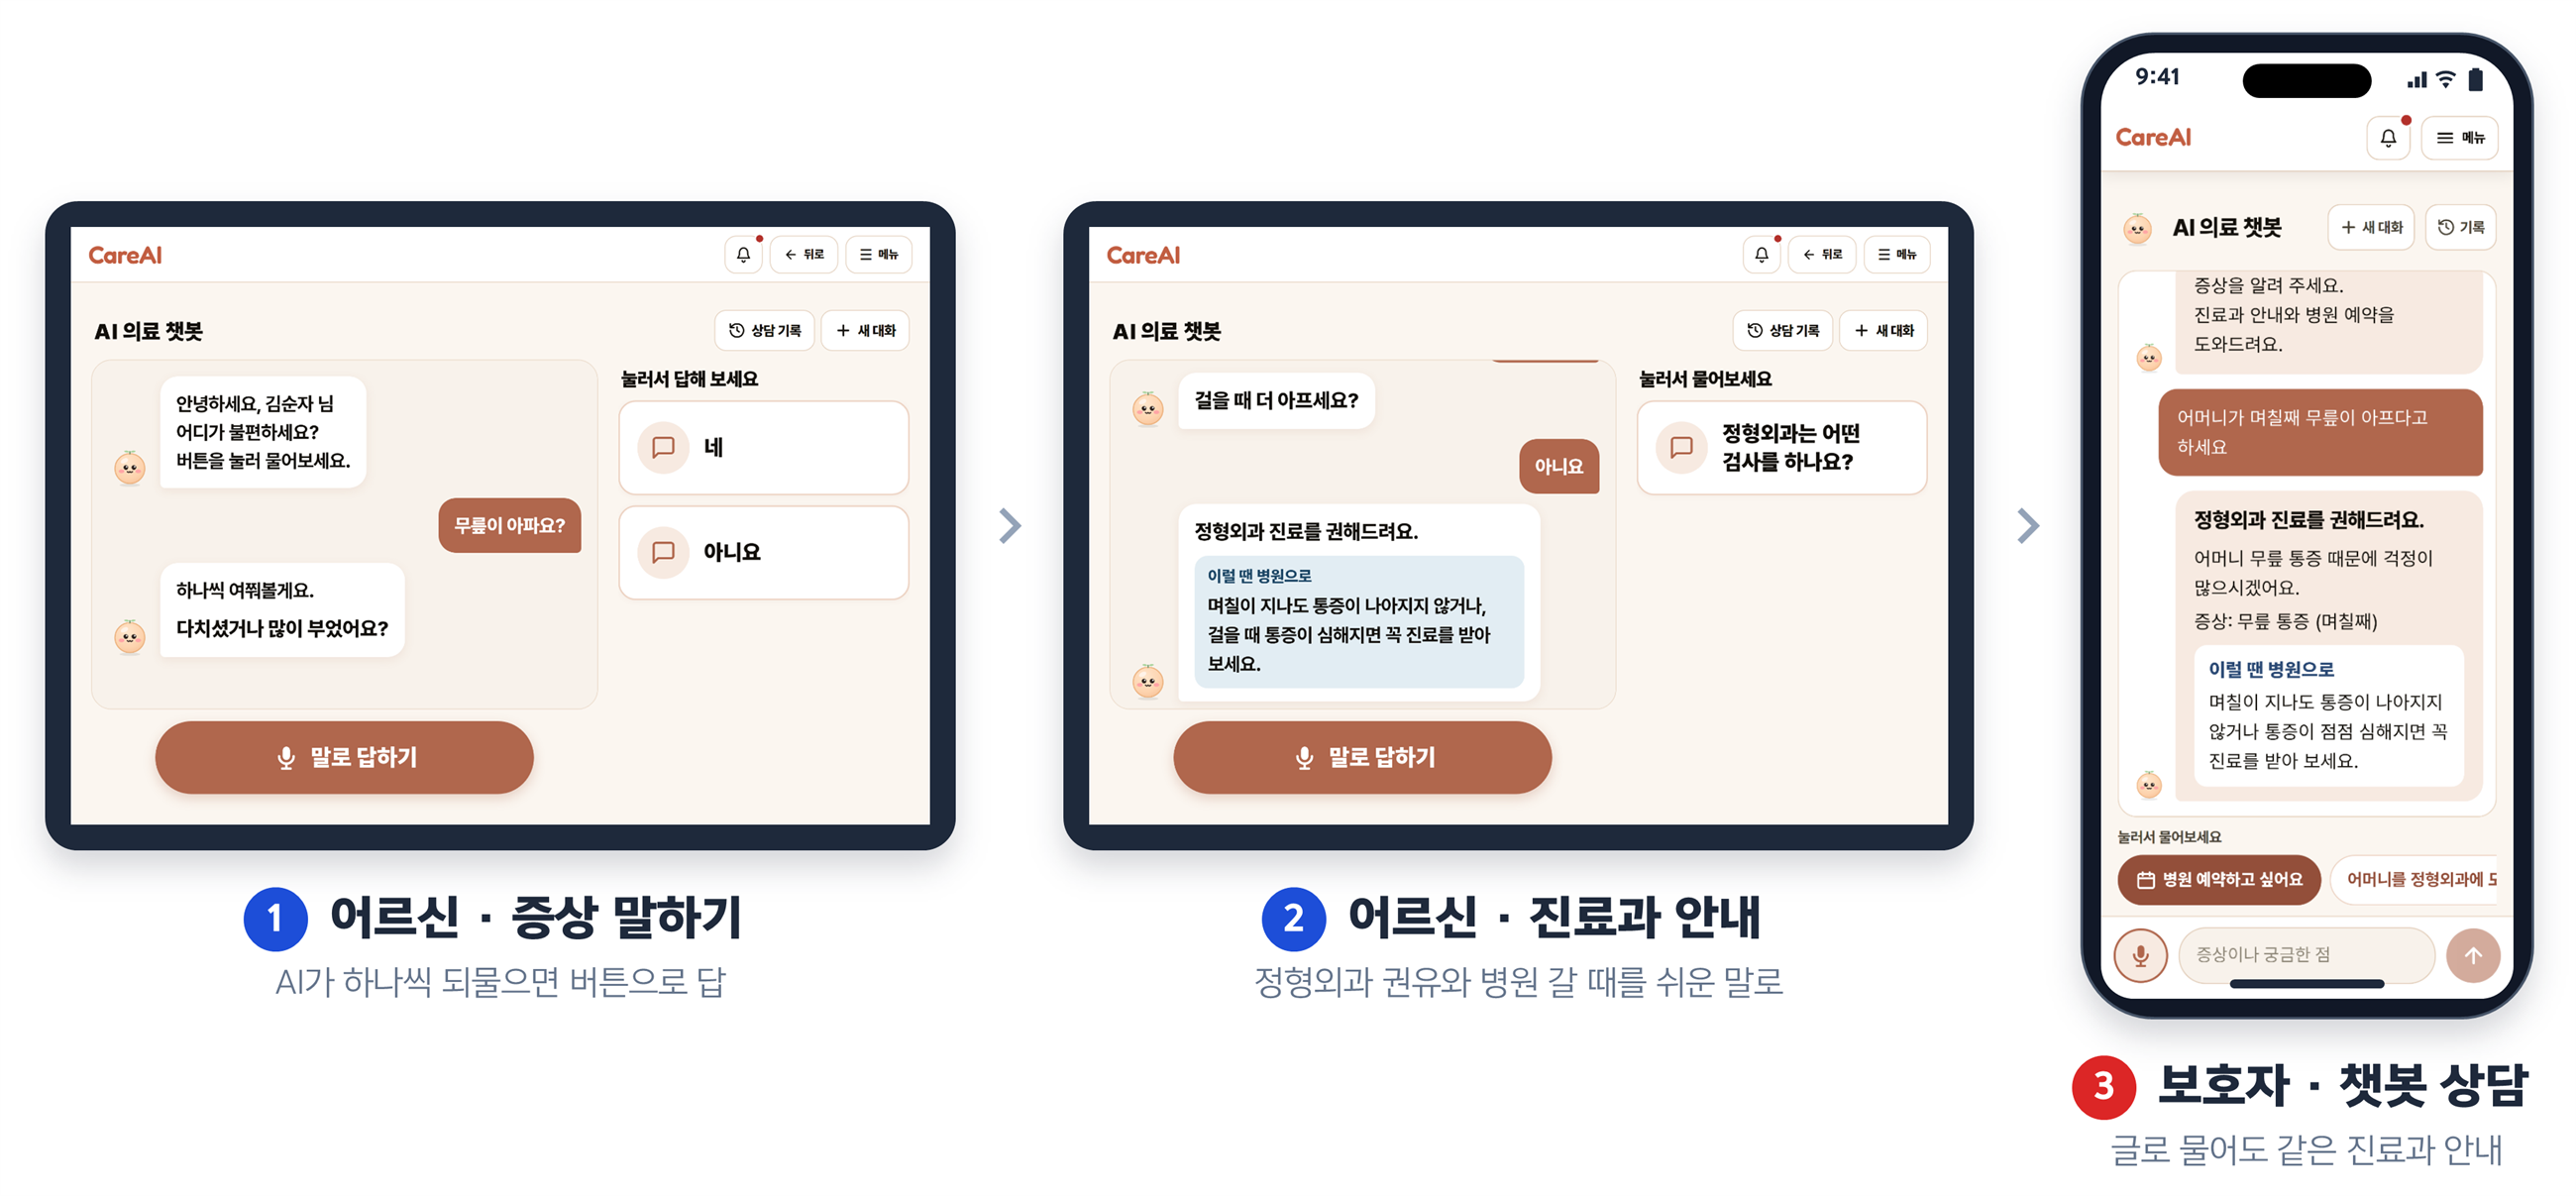 CareAI
뒤로
메뉴
AI 의료 챗봇
상담 기록
새 대화
안녕하세요, 김순자 님
어디가 불편하세요?
버튼을 눌러 물어보세요.
무릎이 아파요?
하나씩 여쭤볼게요.
다치셨거나 많이 부었어요?
눌러서 답해 보세요
네
아니요
말로 답하기
1 어르신 · 증상 말하기
AI가 하나씩 되물으면 버튼으로 답
CareAI
뒤로
메뉴
AI 의료 챗봇
상담 기록
새 대화
걸을 때 더 아프세요?
아니요
정형외과 진료를 권해드려요.
이럴 땐 병원으로
며칠이 지나도 통증이 나아지지 않거나,
걸을 때 통증이 심해지면 꼭 진료를 받아
보세요.
눌러서 물어보세요
정형외과는 어떤
검사를 하나요?
말로 답하기
2 어르신 · 진료과 안내
정형외과 권유와 병원 갈 때를 쉬운 말로
9:41
CareAI
메뉴
AI 의료 챗봇
새 대화
기록
증상을 알려 주세요.
진료과 안내와 병원 예약을
도와드려요.
어머니가 며칠째 무릎이 아프다고
하세요
정형외과 진료를 권해드려요.
어머니 무릎 통증 때문에 걱정이
많으시겠어요.
증상: 무릎 통증 (며칠째)
이럴 땐 병원으로
며칠이 지나도 통증이 나아지지
않거나 통증이 점점 심해지면 꼭
진료를 받아 보세요.
눌러서 물어보세요
병원 예약하고 싶어요
어머니를 정형외과에
증상이나 궁금한 점
3 보호자 · 챗봇 상담
글로 물어도 같은 진료과 안내